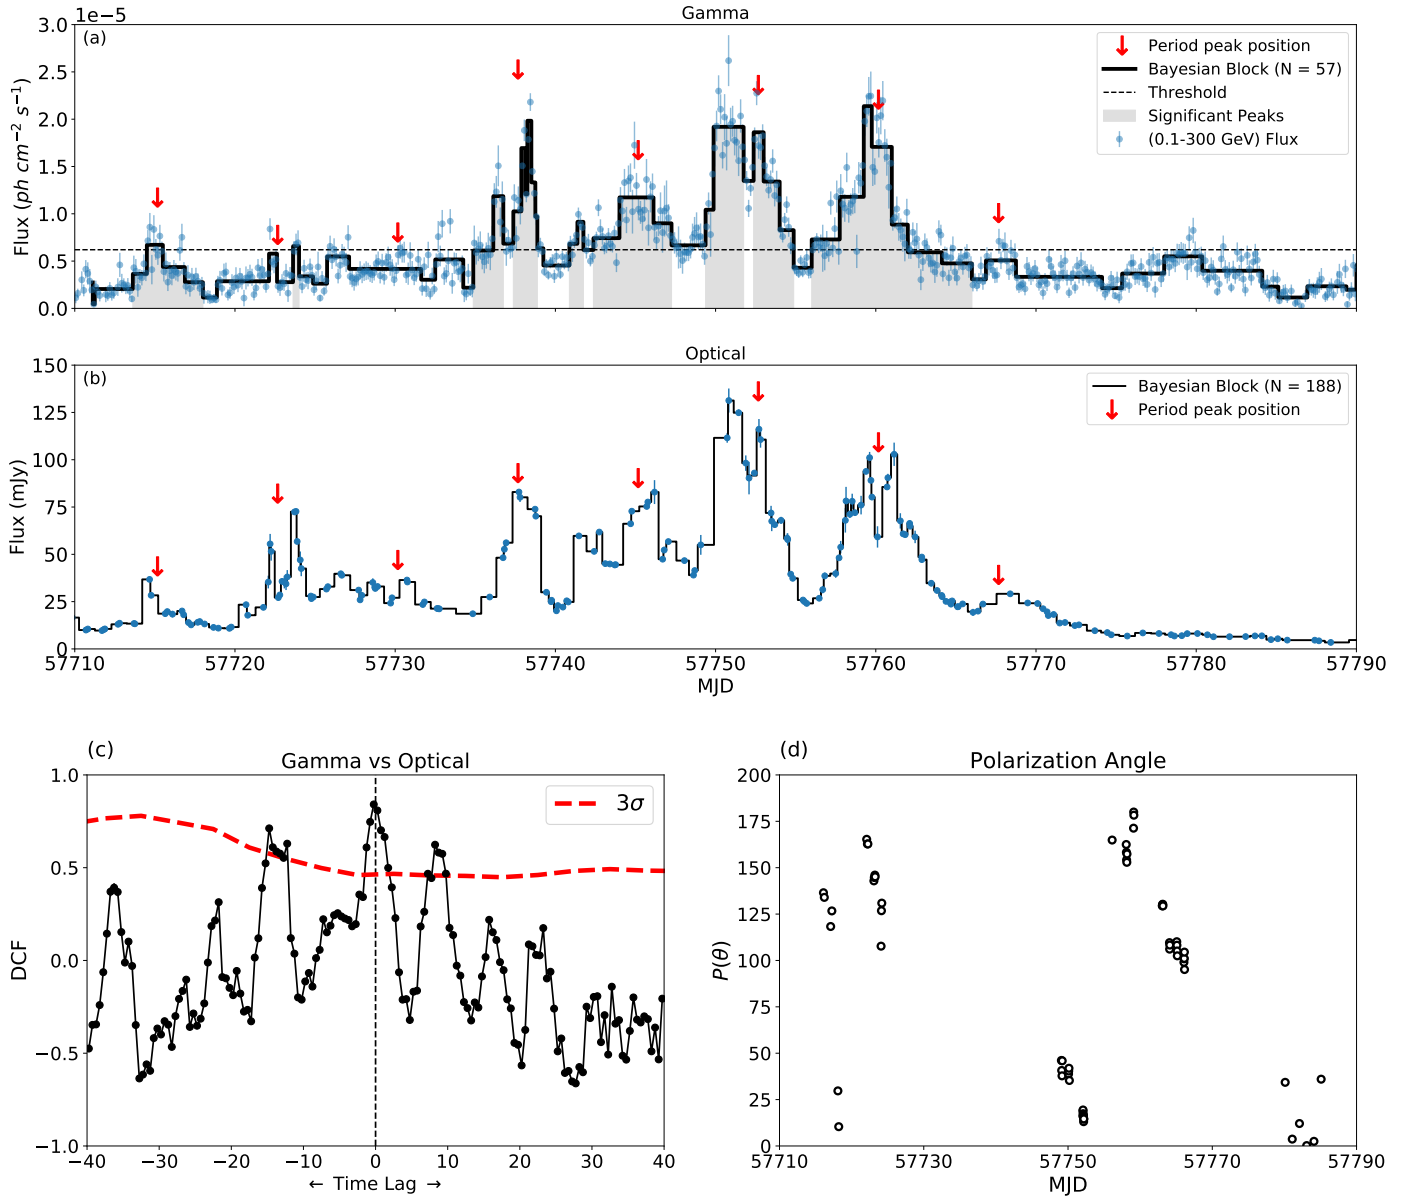 1e−5
Gamma
(a)
3.0
2.5
2.0
1.5
1.0
0.5
0.0
Flux (ph cm−2 s−1)
Period peak position
Bayesian Block (N = 57)
Threshold
Significant Peaks
(0.1-300 GeV) Flux
Optical
(b)
150
125
100
75
50
25
0
Flux (mJy)
Bayesian Block (N = 188)
Period peak position
57710 57720 57730 57740 57750 57760 57770 57780 57790
MJD
(c)
Gamma vs Optical
1.0
0.5
0.0
−0.5
−1.0
DCF
3σ
−40 −30 −20 −10 0 10 20 30 40
← Time Lag →
(d)
Polarization Angle
200
175
150
125
100
75
50
25
0
P(θ)
57710 57730 57750 57770 57790
MJD